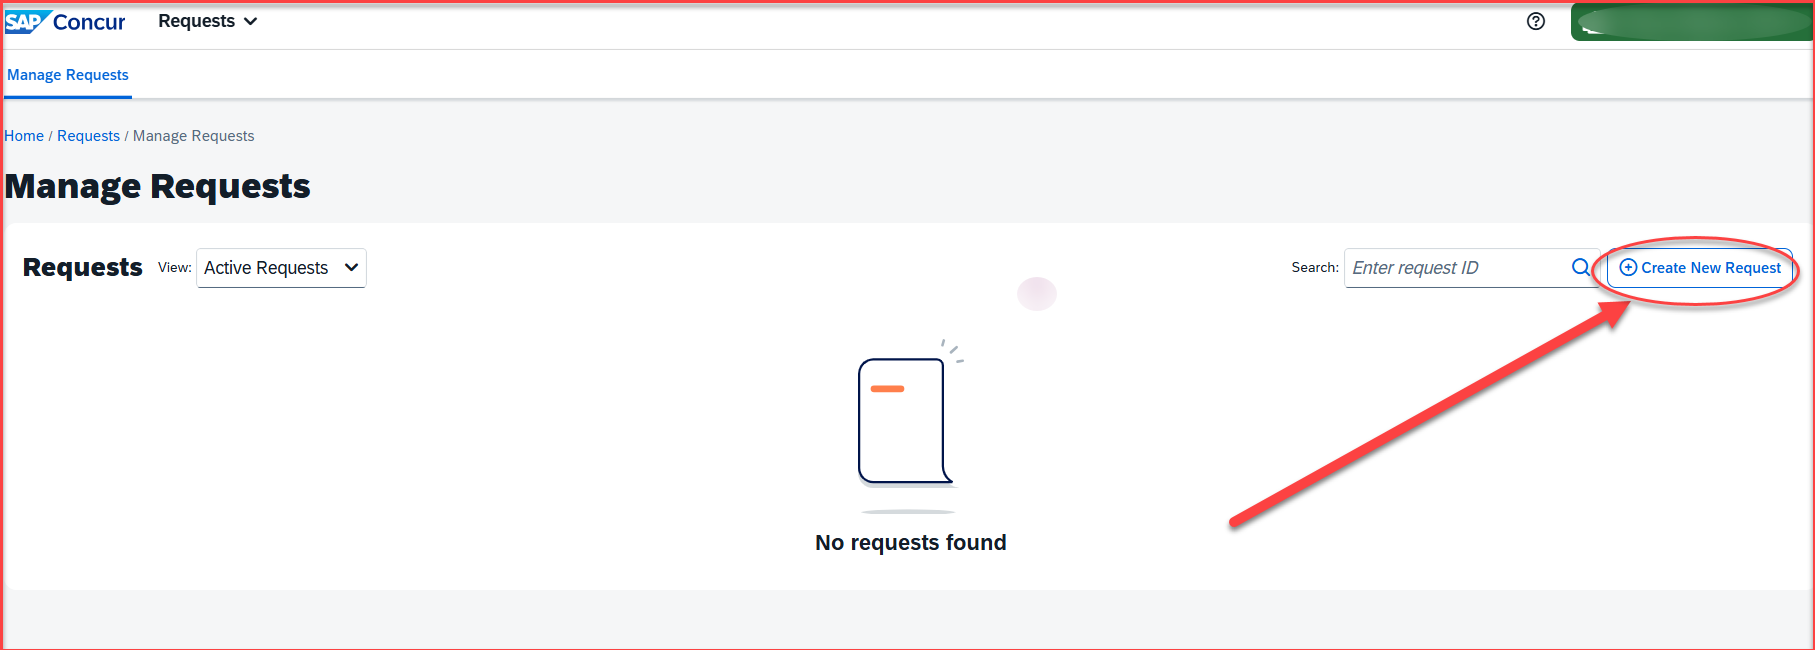 SAP Concur Requests
Manage Requests
Home / Requests / Manage Requests
Manage Requests
Requests View: Active Requests Search: Enter request ID Create New Request
No requests found